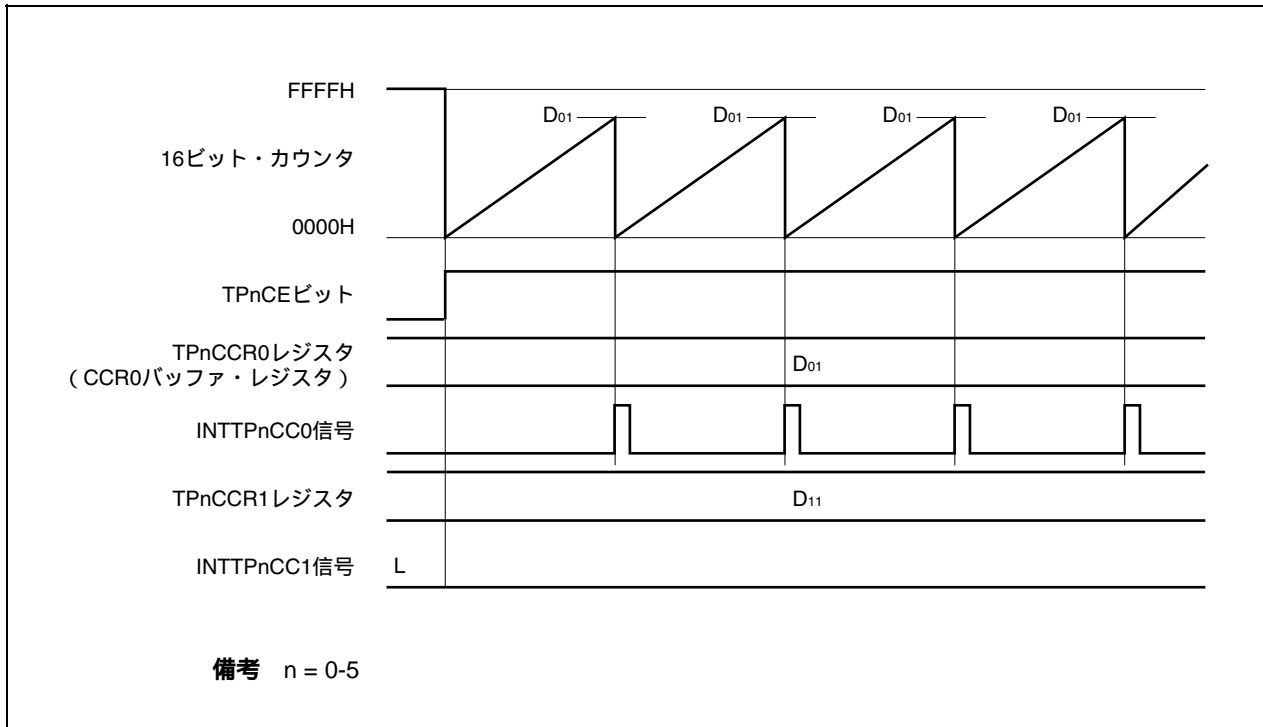 FFFFH
D01 D01 D01 D01
16ビット・カウンタ
0000H
TPnCEビット
TPnCCR0レジスタ
（CCR0バッファ・レジスタ）
D01
INTTPnCC0信号
TPnCCR1レジスタ
D11
INTTPnCC1信号 L
備考 n = 0-5